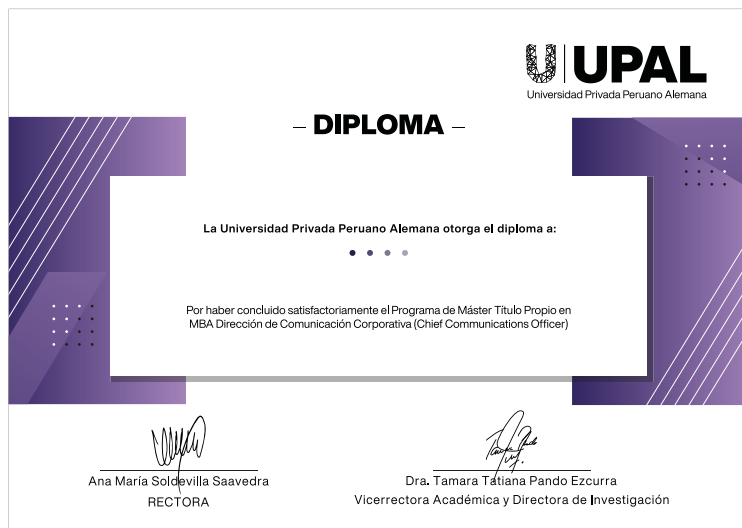 UPAL
Universidad Privada Peruano Alemana
– DIPLOMA –
La Universidad Privada Peruano Alemana otorga el diploma a:
Por haber concluido satisfactoriamente el Programa de Máster Título Propio en
MBA Dirección de Comunicación Corporativa (Chief Communications Officer)
Ana María Soldevilla Saavedra
RECTORA
Dra. Tamara Tatiana Pando Ezcurra
Vicerrectora Académica y Directora de Investigación